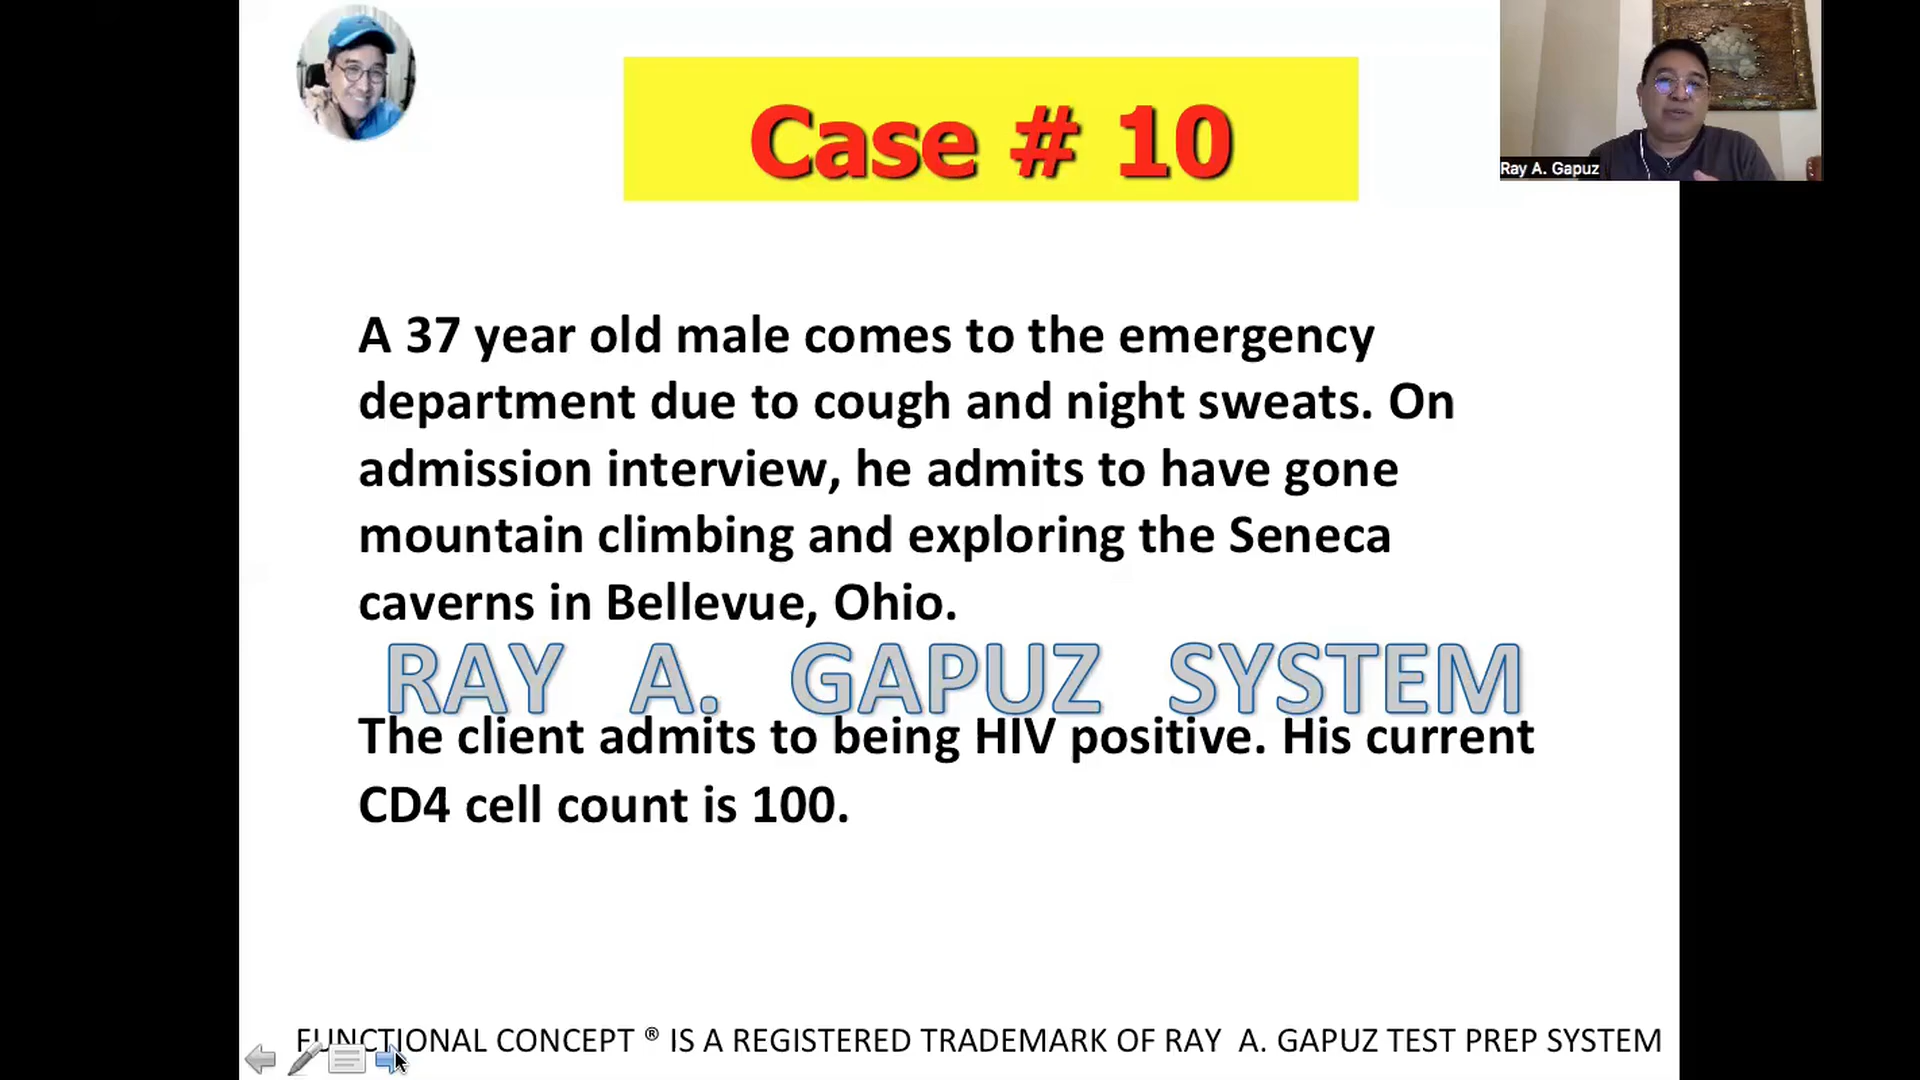 Case # 10
Ray A. Gapuz
A 37 year old male comes to the emergency
department due to cough and night sweats. On
admission interview, he admits to have gone
mountain climbing and exploring the Seneca
caverns in Bellevue, Ohio.
RAY A. GAPUZ SYSTEM
The client admits to being HIV positive. His current
CD4 cell count is 100.
FUNCTIONAL CONCEPT ® IS A REGISTERED TRADEMARK OF RAY A. GAPUZ TEST PREP SYSTEM